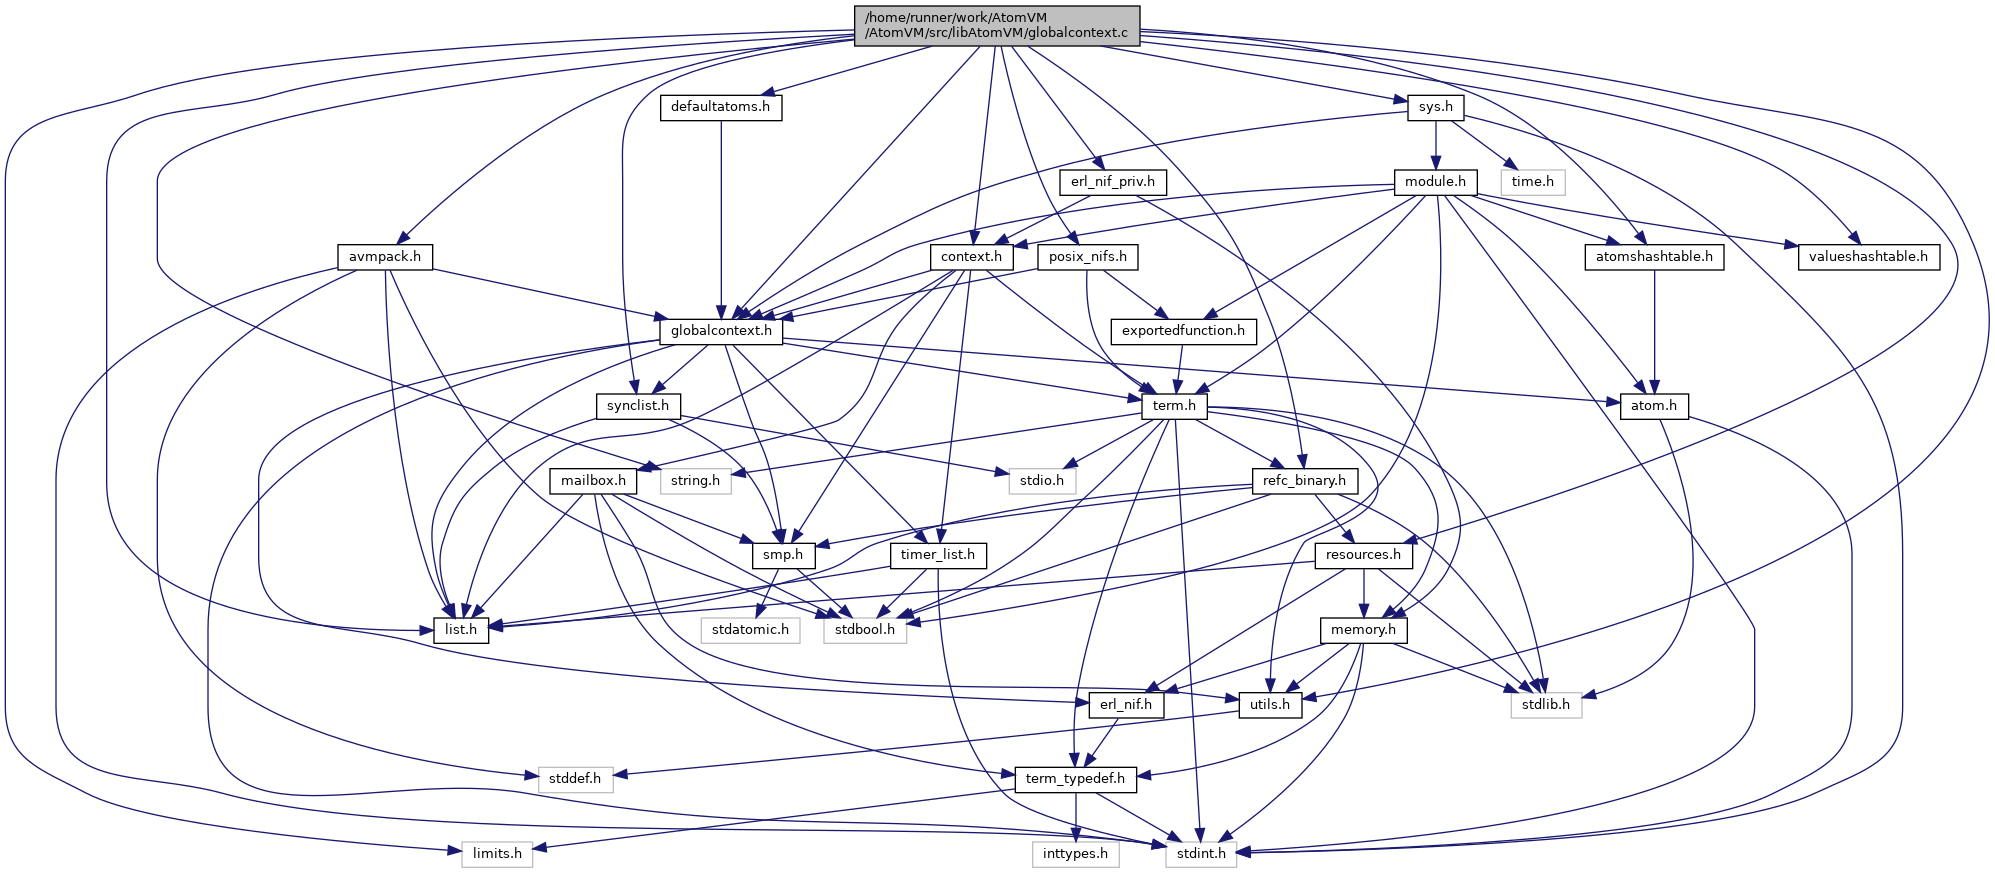 /home/runner/work/AtomVM
/AtomVM/src/libAtomVM/globalcontext.c
defaultatoms.h
sys.h
erl_nif_priv.h
module.h
time.h
avmpack.h
context.h
posix_nifs.h
atomshashtable.h
valueshashtable.h
globalcontext.h
exportedfunction.h
synclist.h
term.h
atom.h
mailbox.h
string.h
stdio.h
refc_binary.h
smp.h
timer_list.h
resources.h
list.h
stdatomic.h
stdbool.h
memory.h
erl_nif.h
utils.h
stdlib.h
stddef.h
term_typedef.h
limits.h
inttypes.h
stdint.h